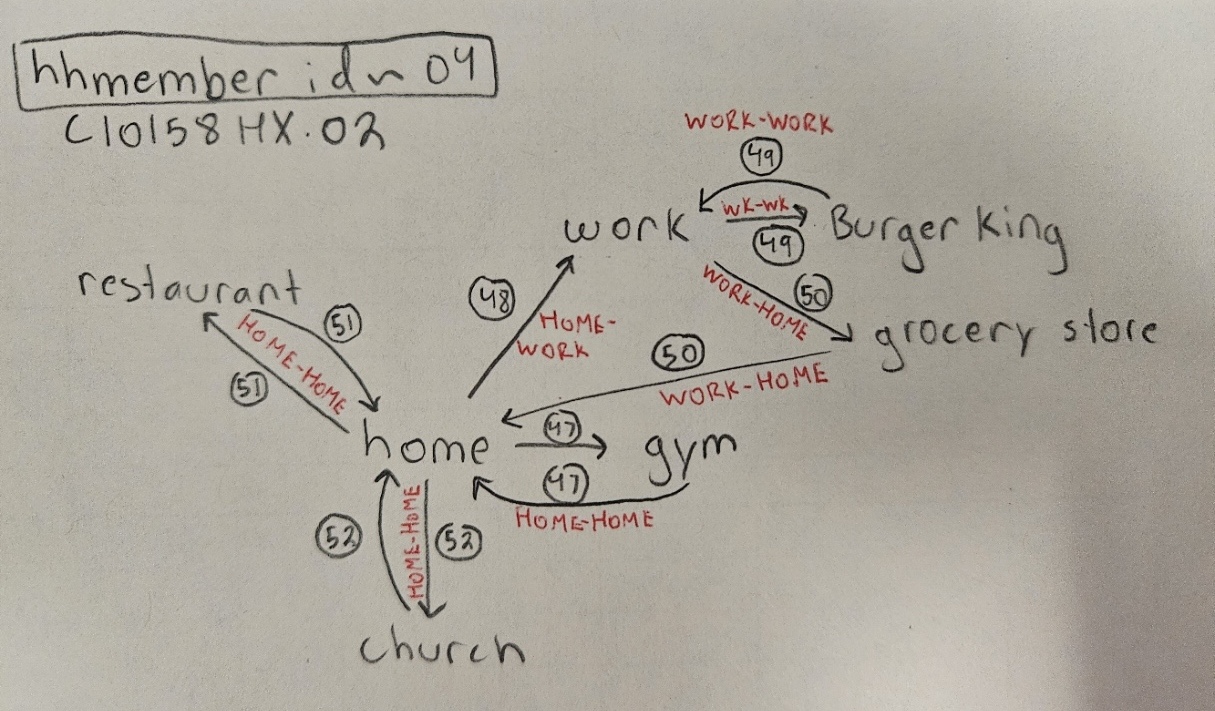 hhmember idn 04
C10158HX.02
WORK-WORK
49
WK-WK
work
Burger King
49
restaurant
48
WORK-HOME
50
51
HOME-
WORK
grocery store
HOME-HOME
50
51
WORK-HOME
home
47
gym
47
HOME-HOME
52
HOME-HOME
52
church